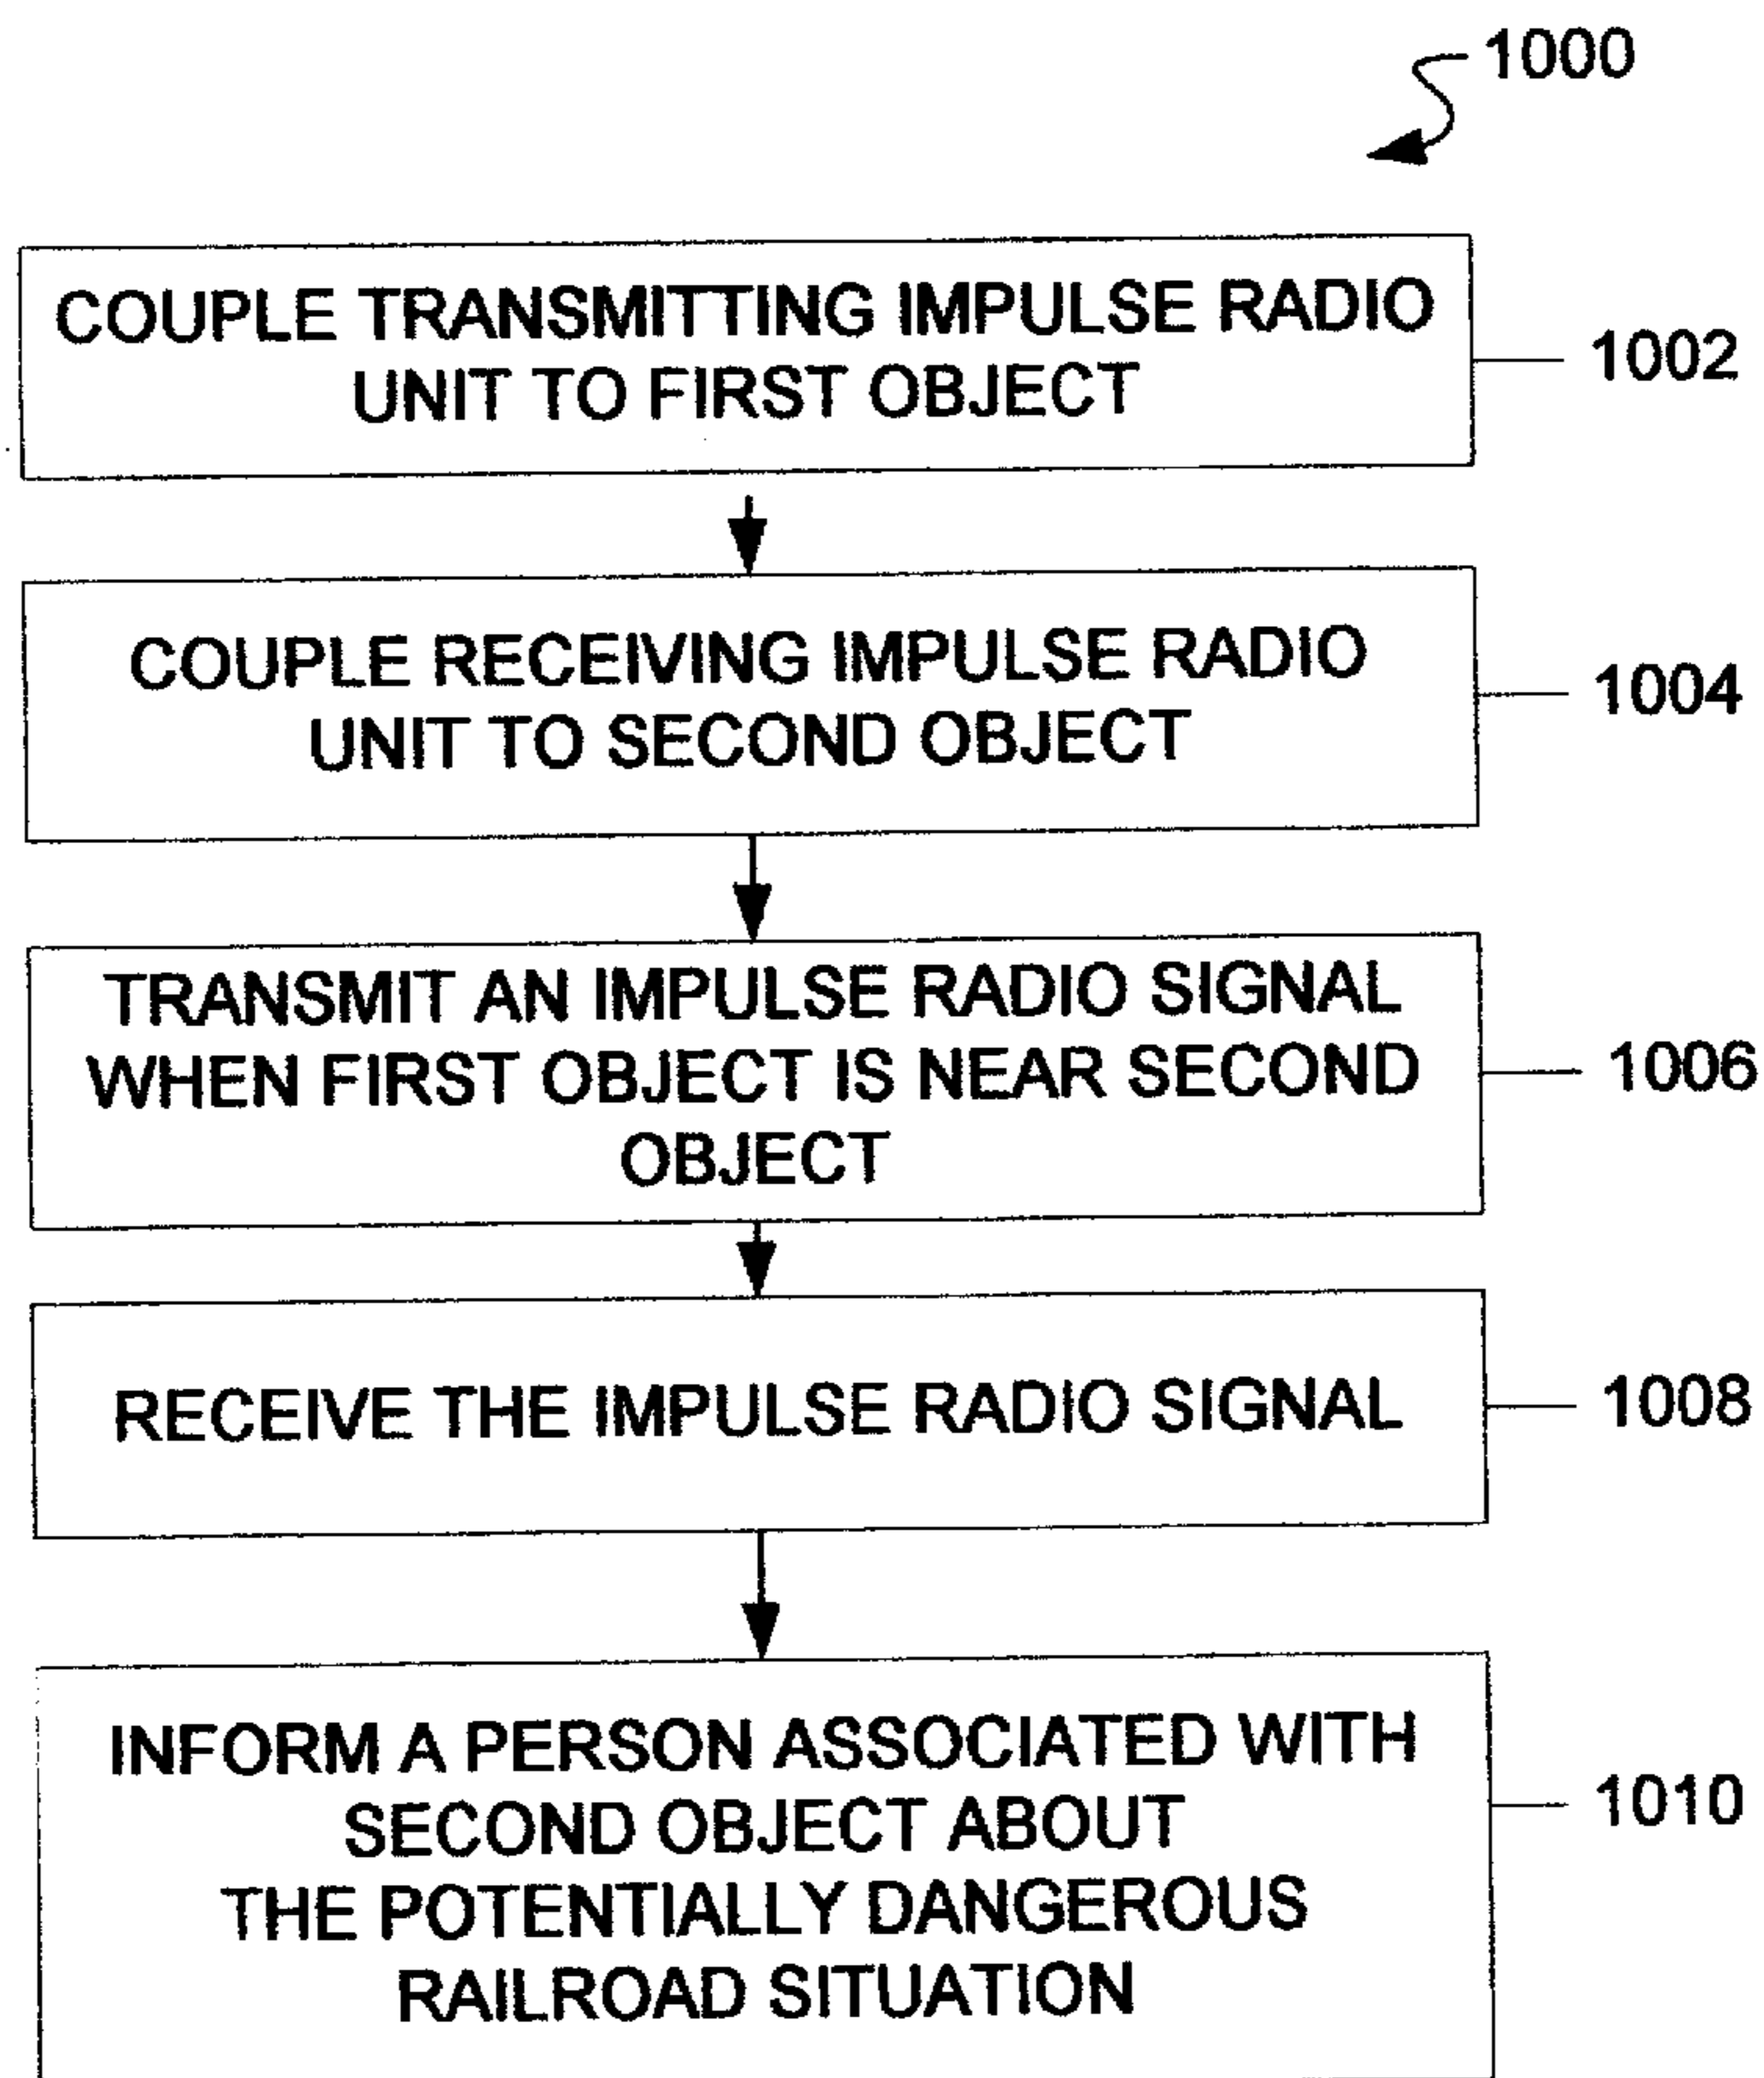 1000
COUPLE TRANSMITTING IMPULSE RADIO
UNIT TO FIRST OBJECT
1002
COUPLE RECEIVING IMPULSE RADIO
UNIT TO SECOND OBJECT
1004
TRANSMIT AN IMPULSE RADIO SIGNAL
WHEN FIRST OBJECT IS NEAR SECOND
OBJECT
1006
RECEIVE THE IMPULSE RADIO SIGNAL
1008
INFORM A PERSON ASSOCIATED WITH
SECOND OBJECT ABOUT
THE POTENTIALLY DANGEROUS
RAILROAD SITUATION
1010